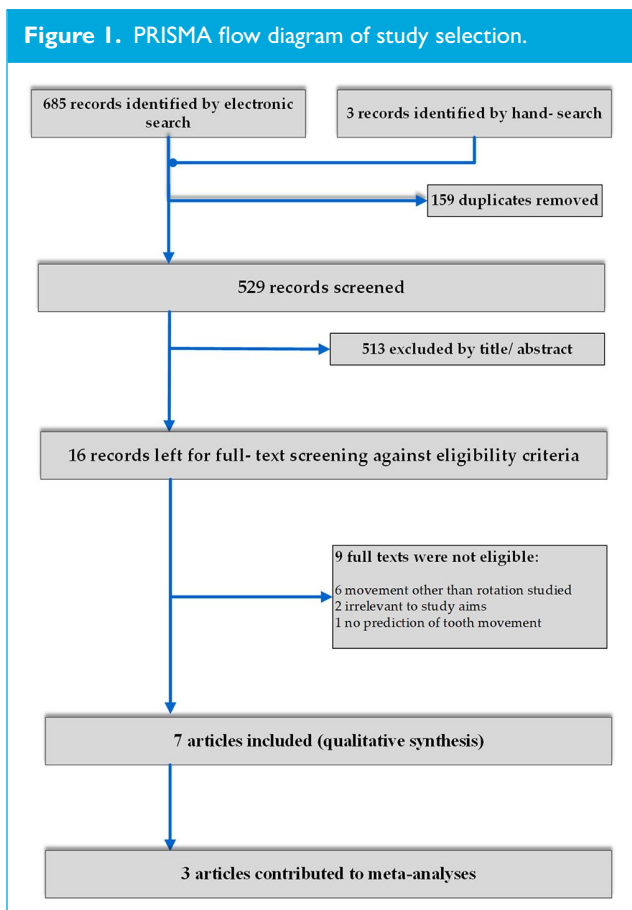 Figure 1. PRISMA flow diagram of study selection.
685 records identified by electronic
search
3 records identified by hand- search
159 duplicates removed
529 records screened
513 excluded by title/ abstract
16 records left for full- text screening against eligibility criteria
9 full texts were not eligible:
6 movement other than rotation studied
2 irrelevant to study aims
1 no prediction of tooth movement
7 articles included (qualitative synthesis)
3 articles contributed to meta-analyses